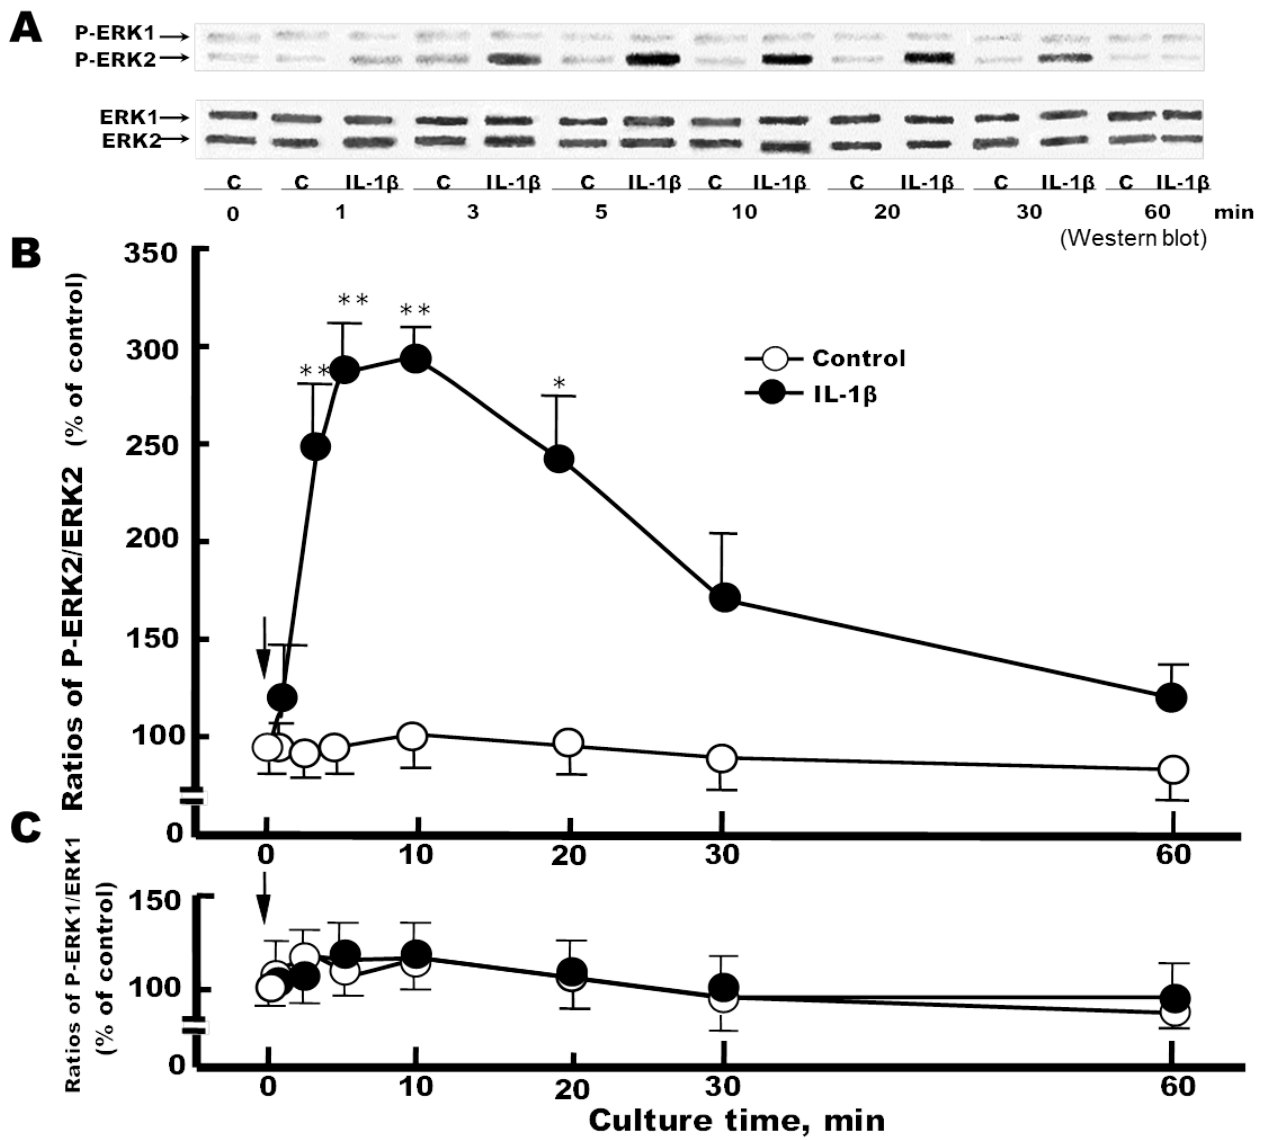 A
P-ERK1
P-ERK2
ERK1
ERK2
C C IL-1β C IL-1β C IL-1β C IL-1β C IL-1β C IL-1β C IL-1β
0 1 3 5 10 20 30 60 min
(Western blot)
B
Ratios of P-ERK2/ERK2 (% of control)
350
300
250
200
150
100
0
** ** ** *
Control
IL-1β
0 10 20 30 60
C
Ratios of P-ERK1/ERK1
(% of control)
150
100
0
0 10 20 30 60
Culture time, min